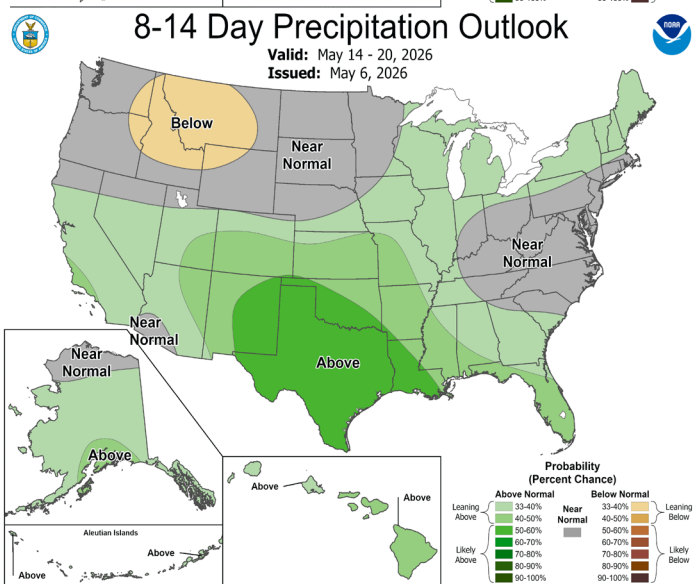 8-14 Day Precipitation Outlook
Valid: May 14 - 20, 2026
Issued: May 6, 2026
NOAA
Below
Near
Normal
Near
Normal
Near
Normal
Above
Near
Normal
Above
Aleutian Islands
Above
Above
Above
Above
Probability
(Percent Chance)
Above Normal
Below Normal
Near
Normal
Leaning
Above
33-40%
40-50%
Likely
Above
50-60%
60-70%
70-80%
80-90%
90-100%
33-40%
40-50%
Leaning
Below
50-60%
60-70%
70-80%
80-90%
90-100%
Likely
Below